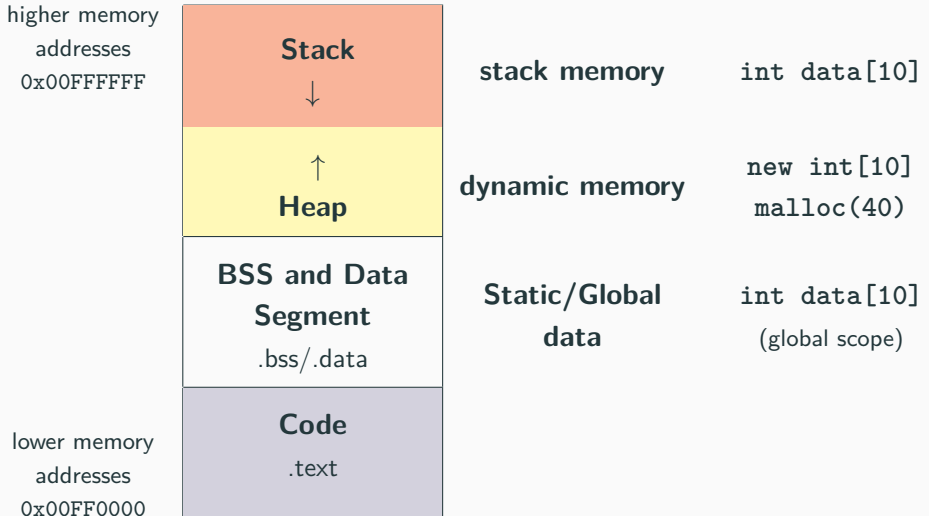 higher memory
addresses
0x00FFFFFF
Stack
↓
stack memory
int data[10]
↑
Heap
dynamic memory
new int[10]
malloc(40)
BSS and Data
Segment
.bss/.data
Static/Global
data
int data[10]
(global scope)
Code
.text
lower memory
addresses
0x00FF0000